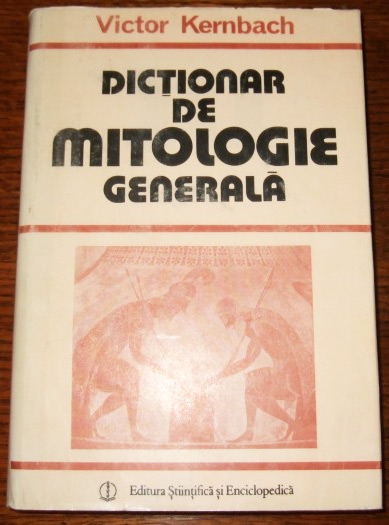 Victor Kernbach
DICȚIONAR
DE
MITOLOGIE
GENERALĂ
Editura Științifică și Enciclopedică